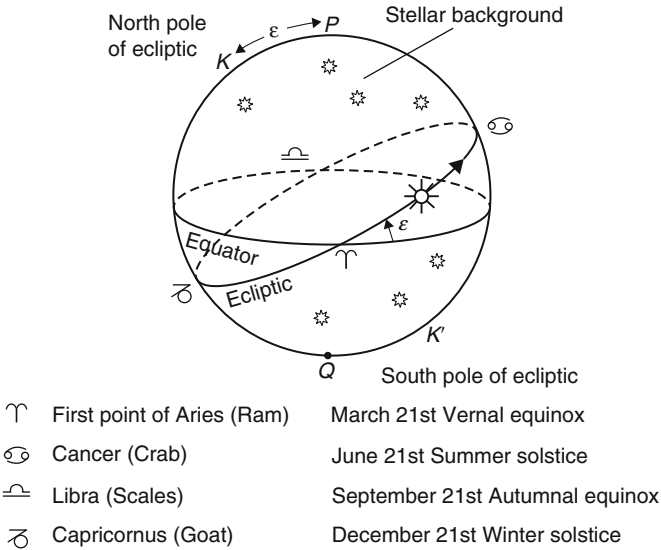 North pole
of ecliptic
ε
P
Stellar background
K
♋
♎
ε
Equator
♈
♑
Ecliptic
K′
Q
South pole of ecliptic
♈ First point of Aries (Ram) March 21st Vernal equinox
♋ Cancer (Crab) June 21st Summer solstice
♎ Libra (Scales) September 21st Autumnal equinox
♑ Capricornus (Goat) December 21st Winter solstice